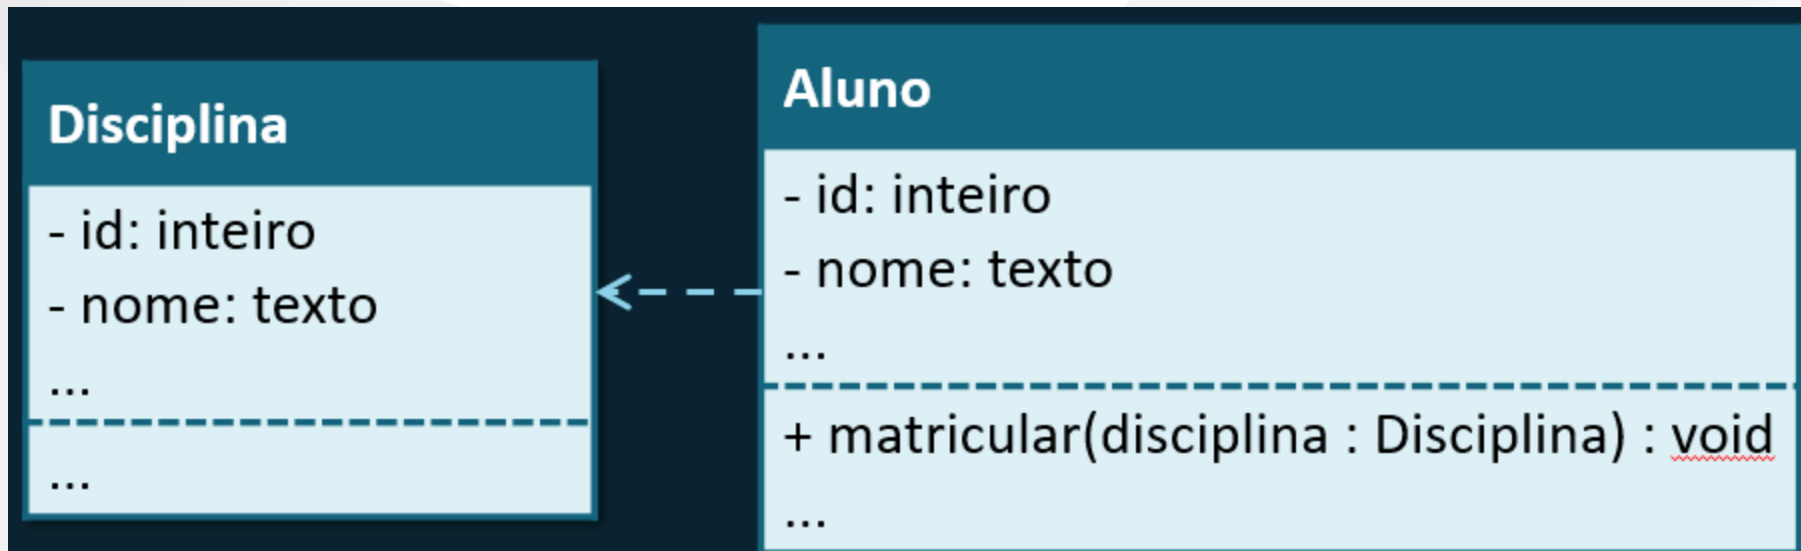 Disciplina
- id: inteiro
- nome: texto
...
...
Aluno
- id: inteiro
- nome: texto
...
+ matricular(disciplina : Disciplina) : void
...